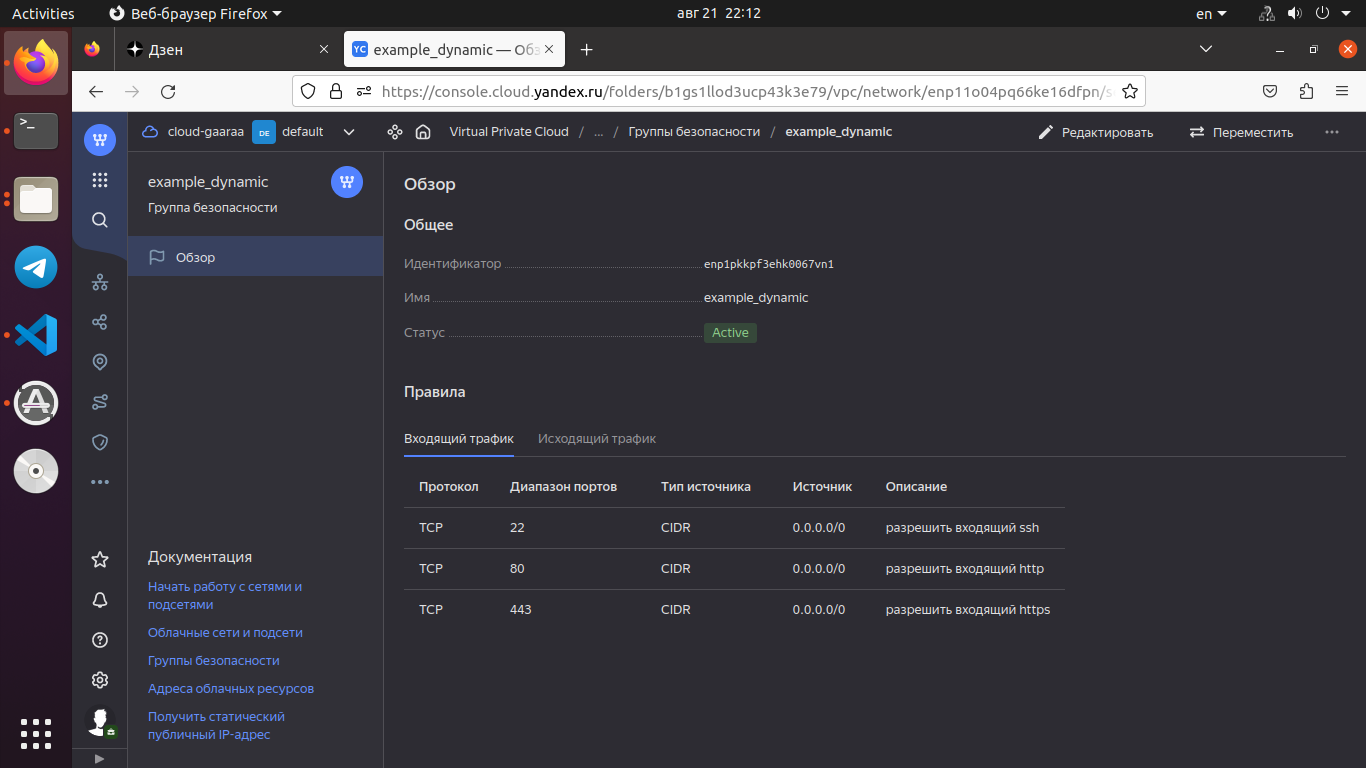 Activities
Веб-браузер Firefox
авг 21 22:12
en
Дзен
YC example_dynamic — Обз
https://console.cloud.yandex.ru/folders/b1gs1llod3ucp43k3e79/vpc/network/enp11o04pq66ke16dfpn/s
cloud-gaaraa DE default
Virtual Private Cloud / ... / Группы безопасности / example_dynamic
Редактировать
Переместить
example_dynamic
Группа безопасности
Обзор
Документация
Начать работу с сетями и
подсетями
Облачные сети и подсети
Группы безопасности
Адреса облачных ресурсов
Получить статический
публичный IP-адрес
Обзор
Общее
Идентификатор enp1pkkpf3ehk0067vn1
Имя example_dynamic
Статус Active
Правила
Входящий трафик Исходящий трафик
Протокол Диапазон портов Тип источника Источник Описание
TCP 22 CIDR 0.0.0.0/0 разрешить входящий ssh
TCP 80 CIDR 0.0.0.0/0 разрешить входящий http
TCP 443 CIDR 0.0.0.0/0 разрешить входящий https